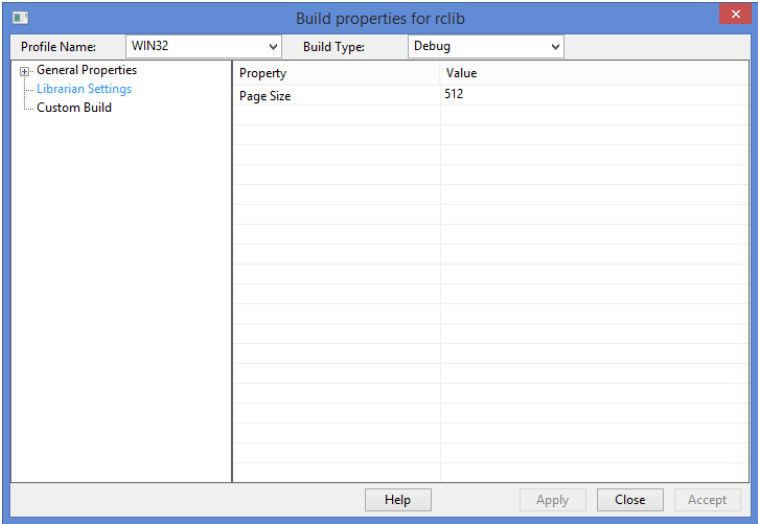 Build properties for rclib
Profile Name: WIN32 Build Type: Debug
General Properties
Librarian Settings
Custom Build
Property Value
Page Size 512
Help Apply Close Accept